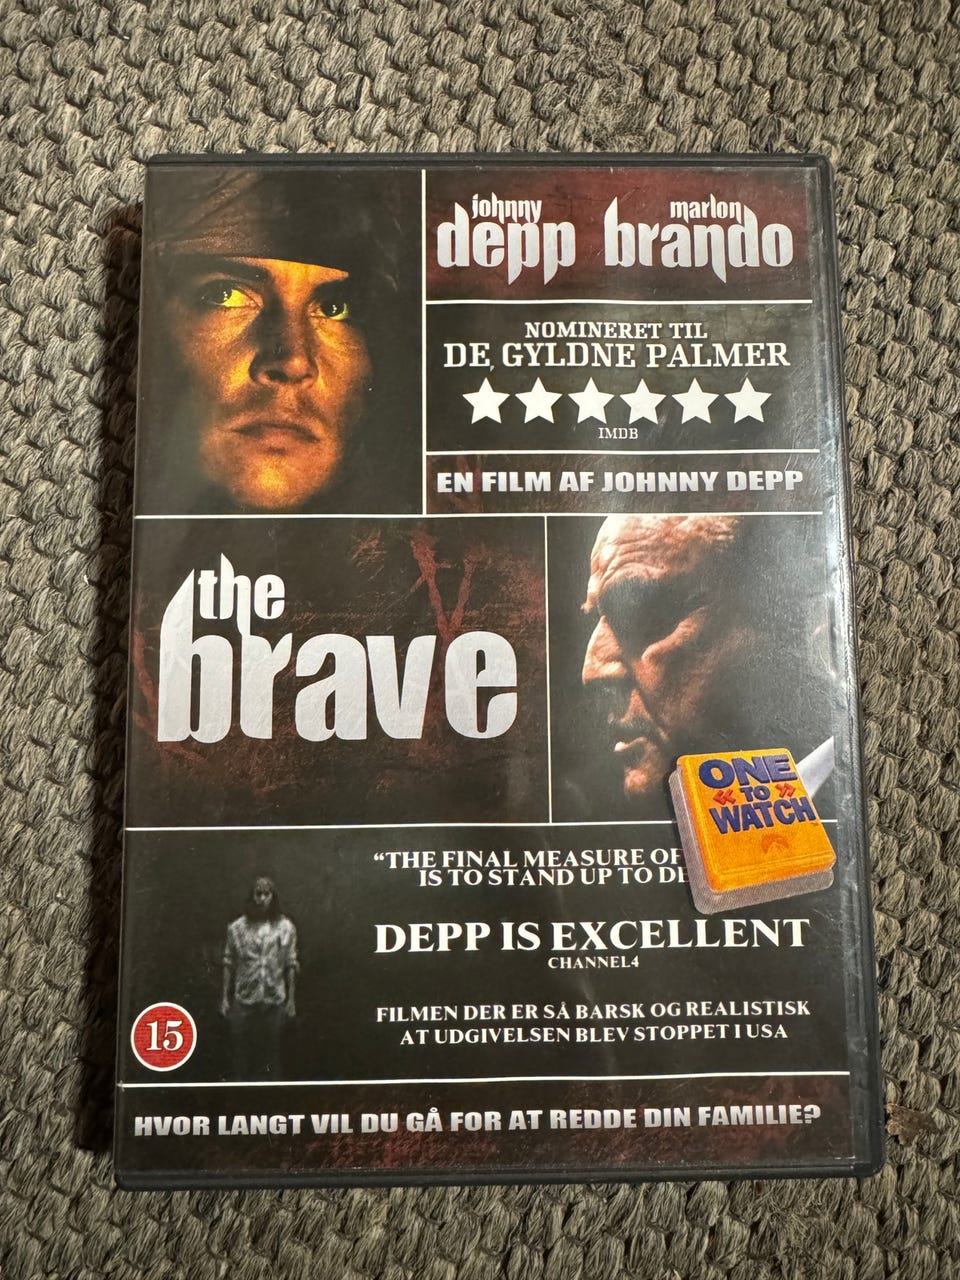 johnny
depp
marlon
brando
NOMINERET TIL
DE GYLDNE PALMER
IMDB
EN FILM AF JOHNNY DEPP
the
brave
ONE
« TO »
WATCH
“THE FINAL MEASURE OF
IS TO STAND UP TO
DEPP IS EXCELLENT
CHANNEL4
FILMEN DER ER SÅ BARSK OG REALISTISK
AT UDGIVELSEN BLEV STOPPET I USA
15
HVOR LANGT VIL DU GÅ FOR AT REDDE DIN FAMILIE?